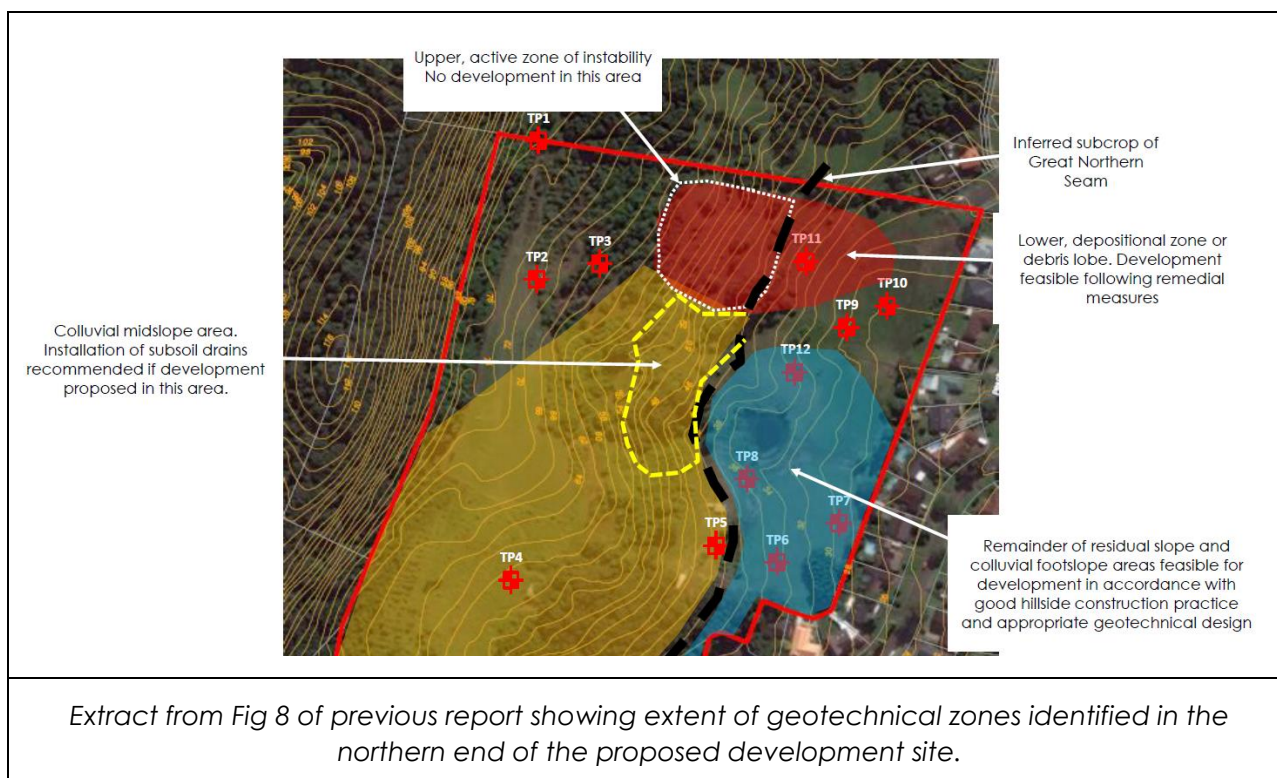 Upper, active zone of instability
No development in this area
TP1
Inferred subcrop of
Great Northern
Seam
TP3
TP11
TP2
Lower, depositional zone or
debris lobe. Development
feasible following remedial
measures
TP10
TP9
Colluvial midslope area.
Installation of subsoil drains
recommended if development
proposed in this area.
TP12
TP8
TP7
TP5
TP6
TP4
Remainder of residual slope and
colluvial footslope areas feasible for
development in accordance with
good hillside construction practice
and appropriate geotechnical design
102
Extract from Fig 8 of previous report showing extent of geotechnical zones identified in the
northern end of the proposed development site.